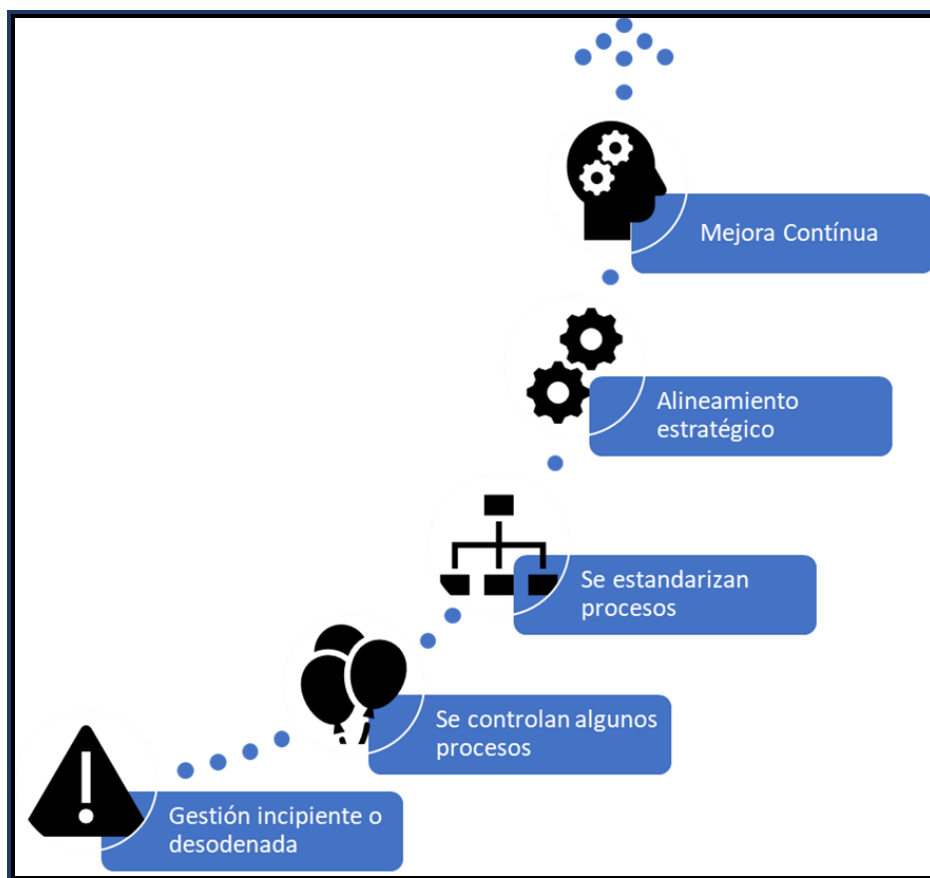 Mejora Contínua
Alineamiento
estratégico
Se estandarizan
procesos
Se controlan algunos
procesos
Gestión incipiente o
desodenada